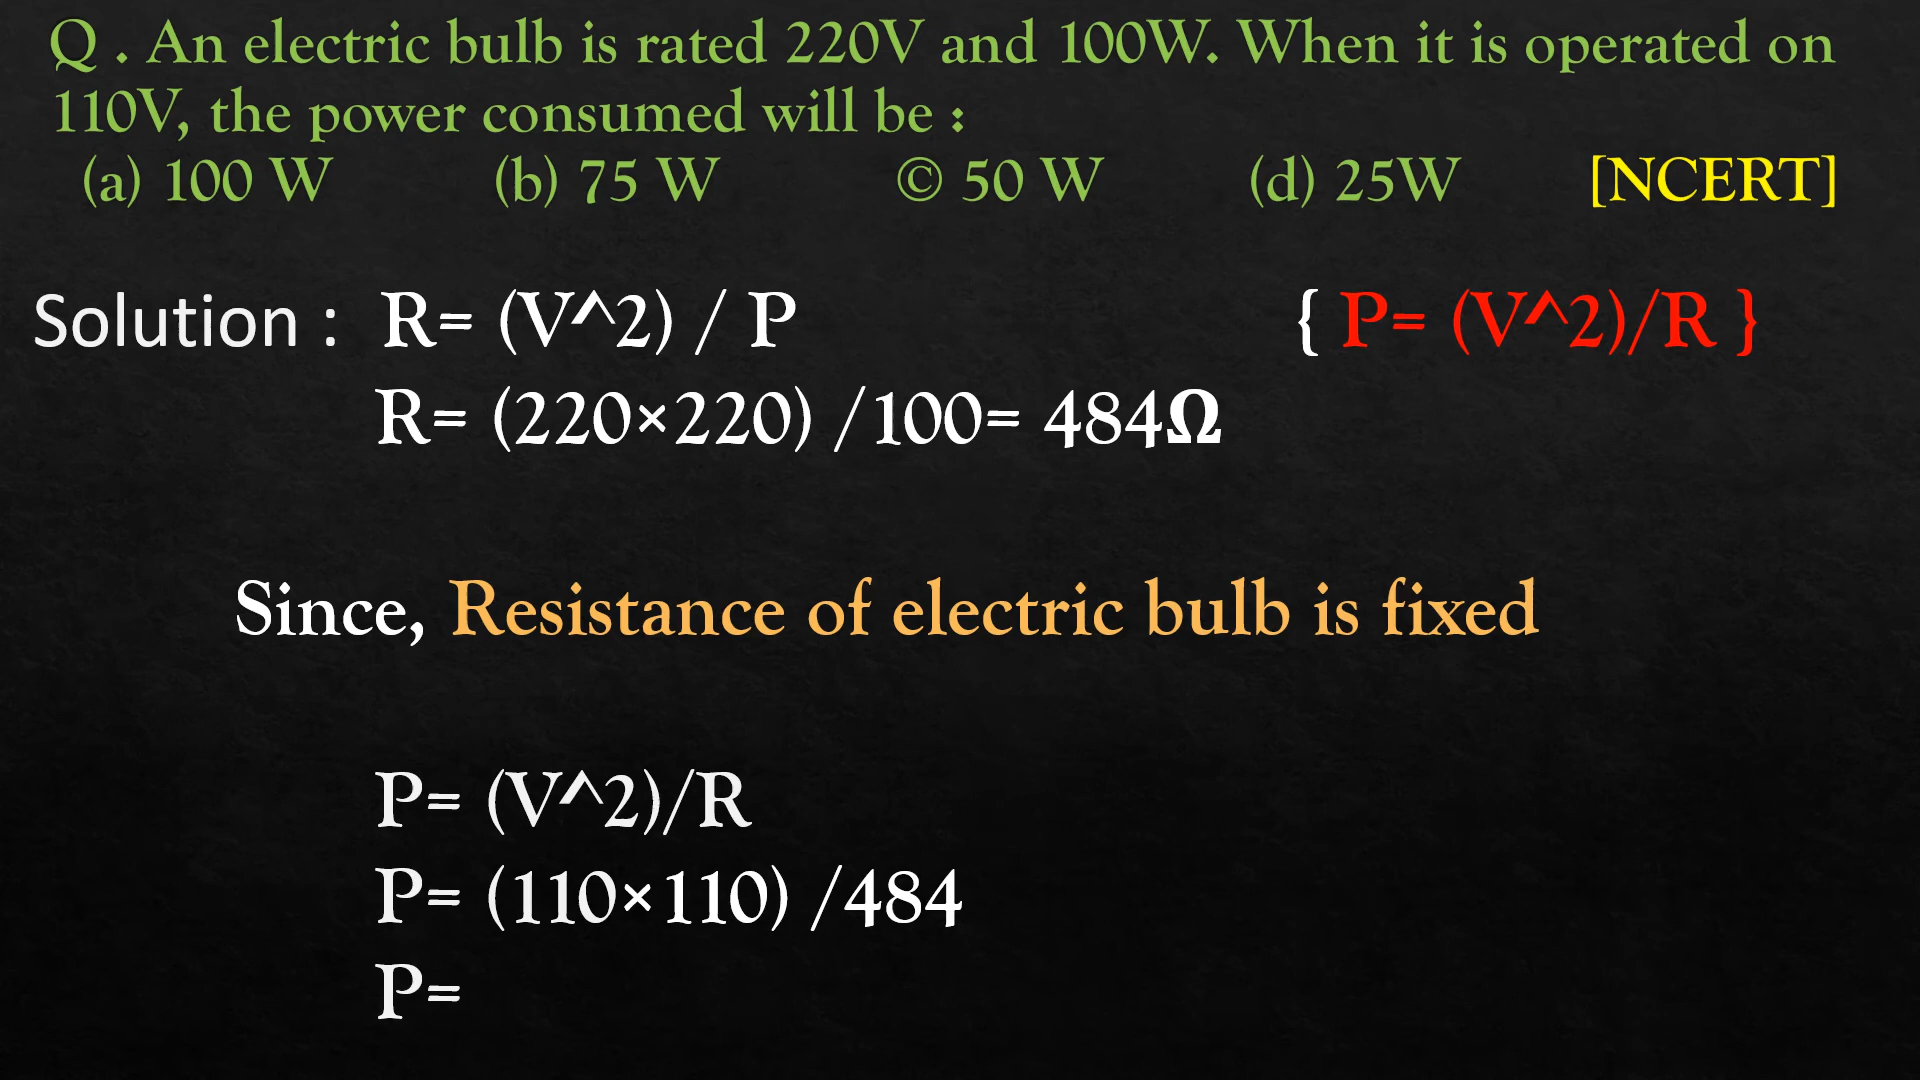 Q . An electric bulb is rated 220V and 100W. When it is operated on
110V, the power consumed will be :
(a) 100 W (b) 75 W © 50 W (d) 25W [NCERT]
Solution : R= (V^2) / P { P= (V^2)/R }
R= (220×220) /100= 484Ω
Since, Resistance of electric bulb is fixed
P= (V^2)/R
P= (110×110) /484
P=